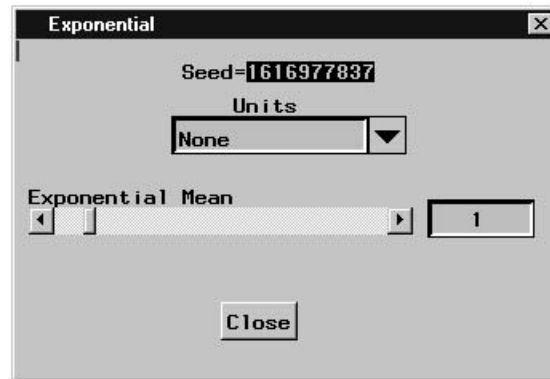 Exponential
Seed=1616977837
Units
None
Exponential Mean
1
Close